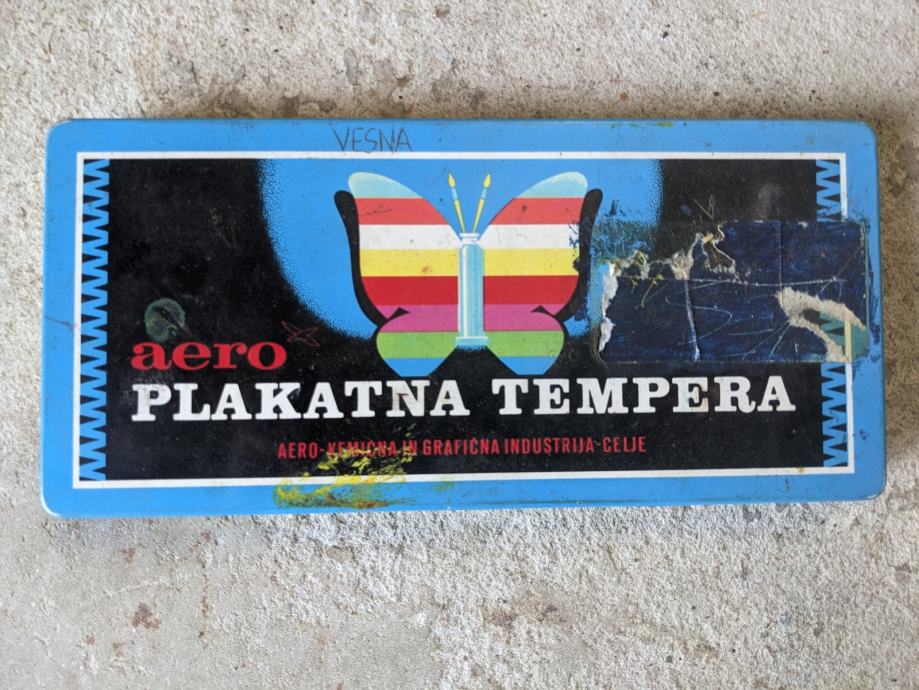 VESNA
aero
PLAKATNA TEMPERA
AERO-KEMIČNA IN GRAFIČNA INDUSTRIJA-CELJE